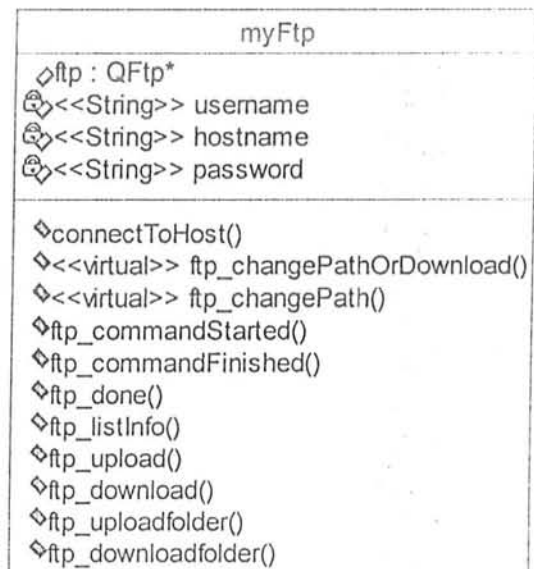 myFtp
ftp : QFtp*
<<String>> username
<<String>> hostname
<<String>> password
connectToHost()
<<virtual>> ftp_changePathOrDownload()
<<virtual>> ftp_changePath()
ftp_commandStarted()
ftp_commandFinished()
ftp_done()
ftp_listInfo()
ftp_upload()
ftp_download()
ftp_uploadfolder()
ftp_downloadfolder()